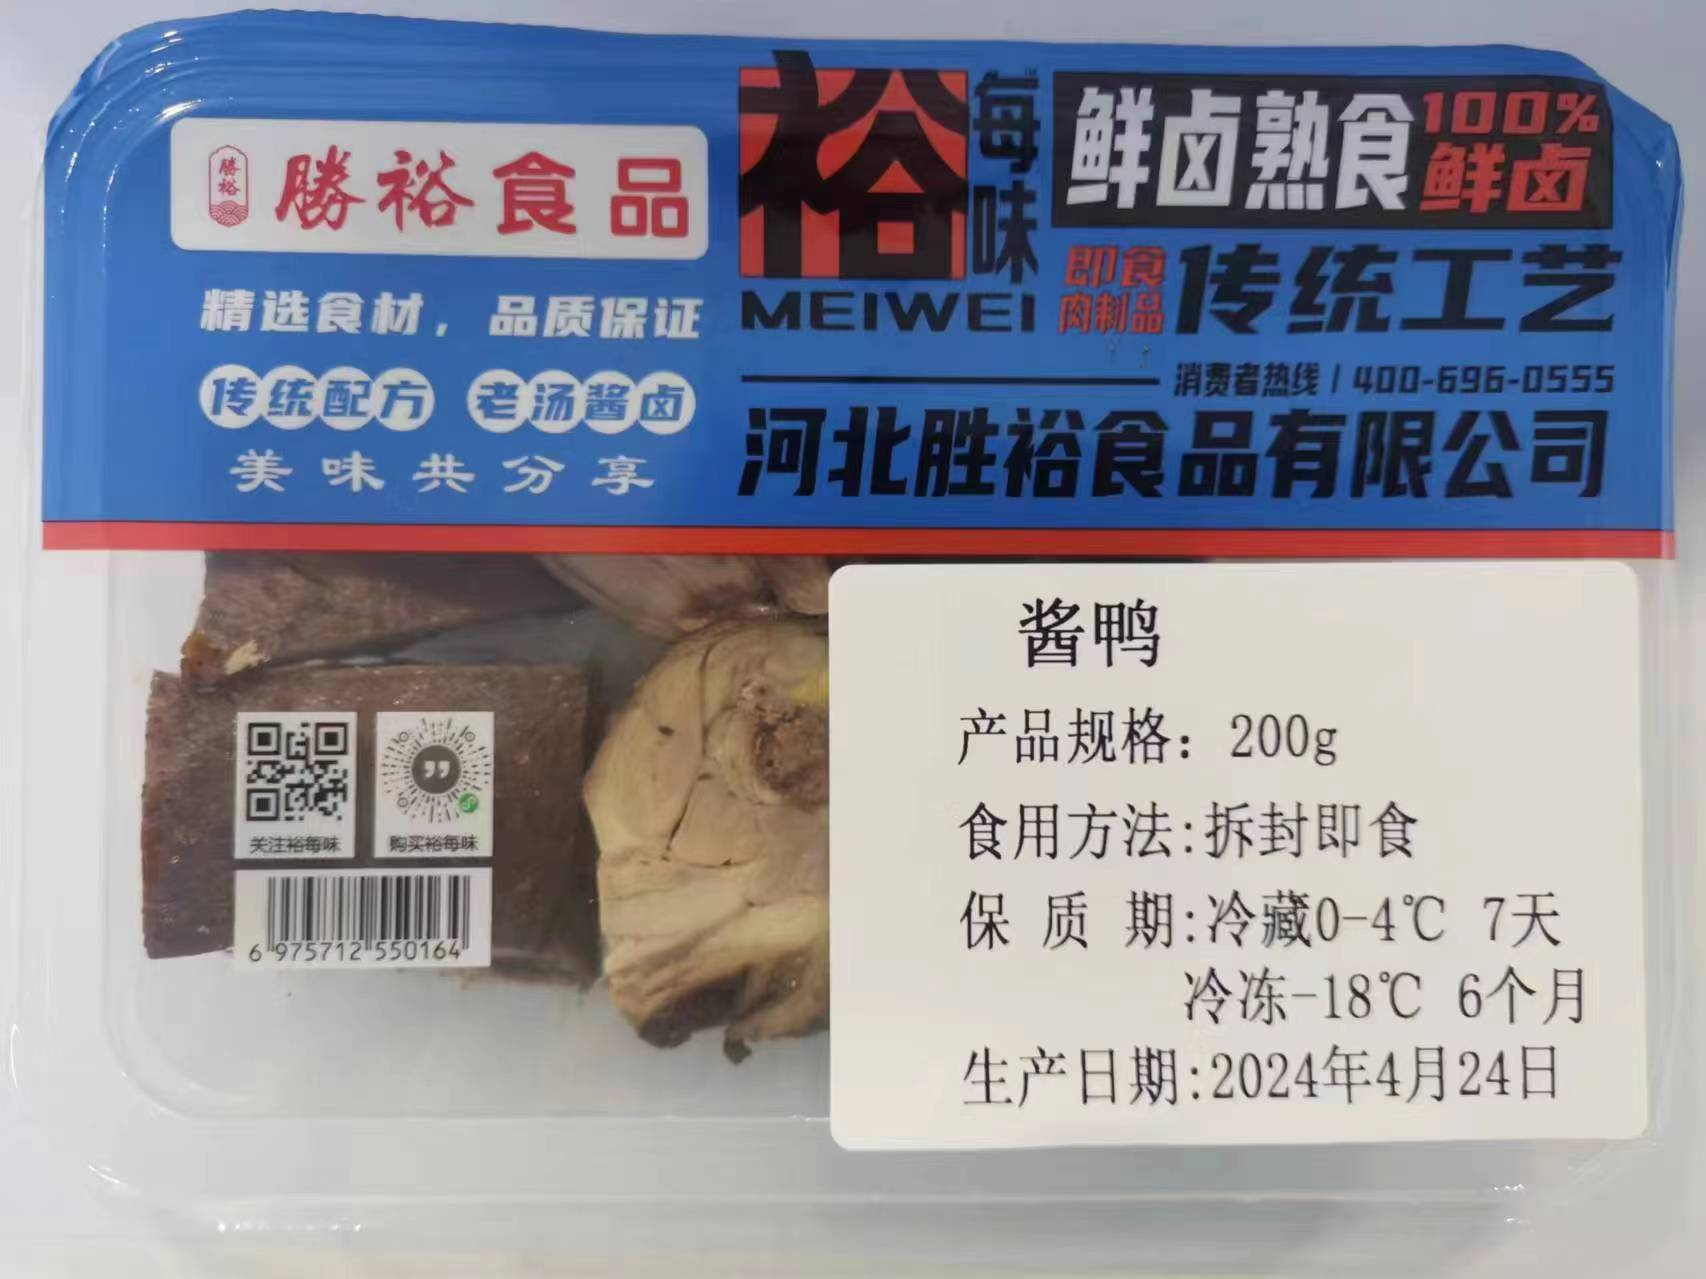 勝裕
勝裕食品
精选食材，品质保证
传统配方 老汤酱卤
美味共分享
裕每味
MEIWEI
鲜卤熟食
100%
鲜卤
即食
肉制品
传统工艺
消费者热线 | 400-696-0555
河北胜裕食品有限公司
关注裕每味
购买裕每味
6 975712 550164
酱鸭
产品规格：200g
食用方法:拆封即食
保质期:冷藏0-4℃ 7天
冷冻-18℃ 6个月
生产日期:2024年4月24日